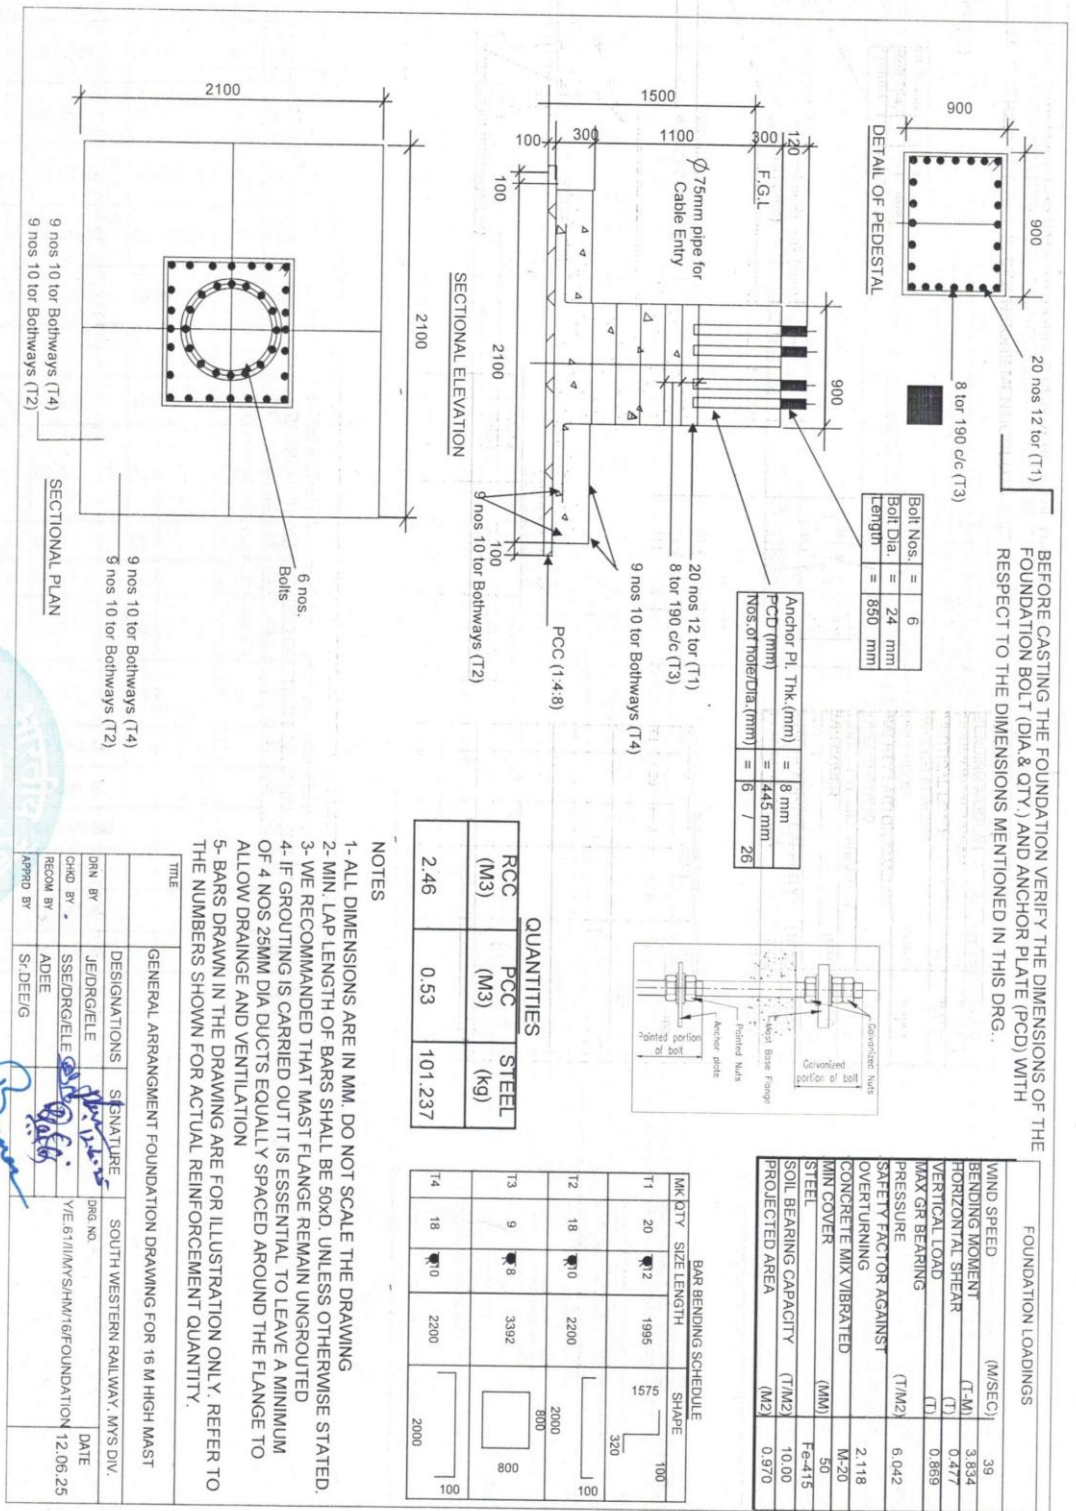 BEFORE CASTING THE FOUNDATION VERIFY THE DIMENSIONS OF THE
FOUNDATION BOLT (DIA.& QTY.) AND ANCHOR PLATE (PCD) WITH
RESPECT TO THE DIMENSIONS MENTIONED IN THIS DRG.
900
900
20 nos 12 tor (T1)
8 tor 190 c/c (T3)
DETAIL OF PEDESTAL
Bolt Nos. = 6
Bolt Dia. = 24 mm
Length = 850 mm
Anchor Pl. Thk.(mm) = 8 mm
PCD (mm) = 445 mm
Nos.of hole/Dia.(mm) = 6 / 26
120
300
1100
300
100
1500
F.G.L
Ø 75mm pipe for
Cable Entry
900
20 nos 12 tor (T1)
8 tor 190 c/c (T3)
9 nos 10 tor Bothways (T4)
PCC (1:4:8)
9 nos 10 tor Bothways (T2)
100
2100
100
SECTIONAL ELEVATION
2100
2100
6 nos.
Bolts
9 nos 10 tor Bothways (T4)
9 nos 10 tor Bothways (T2)
9 nos 10 tor Bothways (T4)
9 nos 10 tor Bothways (T2)
SECTIONAL PLAN
Galvanized Nuts
Galvanized
portion of bolt
Mast Base Flange
Painted Nuts
Anchor plate
Painted portion
of bolt
FOUNDATION LOADINGS
WIND SPEED (M/SEC) 39
BENDING MOMENT (T-M) 3.834
HORIZONTAL SHEAR (T) 0.477
VERTICAL LOAD (T) 0.869
MAX GR BEARING
PRESSURE (T/M2) 6.042
SAFETY FACTOR AGAINST
OVERTURNING 2.118
CONCRETE MIX VIBRATED M-20
MIN COVER (MM) 50
STEEL Fe-415
SOIL BEARING CAPACITY (T/M2) 10.00
PROJECTED AREA (M2) 0.970
QUANTITIES
RCC (M3) PCC (M3) STEEL (kg)
2.46 0.53 101.237
BAR BENDING SCHEDULE
MK QTY SIZE LENGTH SHAPE
T1 20 12 1995 1575 320 100
T2 18 10 2200 2000 100
T3 9 8 3392 800 800
T4 18 10 2200 2000 100
NOTES
1- ALL DIMENSIONS ARE IN MM. DO NOT SCALE THE DRAWING
2- MIN. LAP LENGTH OF BARS SHALL BE 50xD. UNLESS OTHERWISE STATED.
3- WE RECOMMANDED THAT MAST FLANGE REMAIN UNGROUTED
4- IF GROUTING IS CARRIED OUT IT IS ESSENTIAL TO LEAVE A MINIMUM
OF 4 NOS 25MM DIA DUCTS EQUALLY SPACED AROUND THE FLANGE TO
ALLOW DRAINGE AND VENTILATION
5- BARS DRAWN IN THE DRAWING ARE FOR ILLUSTRATION ONLY. REFER TO
THE NUMBERS SHOWN FOR ACTUAL REINFORCEMENT QUANTITY.
TITLE GENERAL ARRANGMENT FOUNDATION DRAWING FOR 16 M HIGH MAST
DESIGNATIONS SIGNATURE SOUTH WESTERN RAILWAY, MYS DIV.
DRN BY JE/DRG/ELE 12.6.25 DRG NO. DATE
CHKD BY SSE/DRG/ELE Y/E.61/I/MYS/HM/16/FOUNDATION 12.06.25
RECOM BY ADEE
APPRD BY Sr.DEE/G